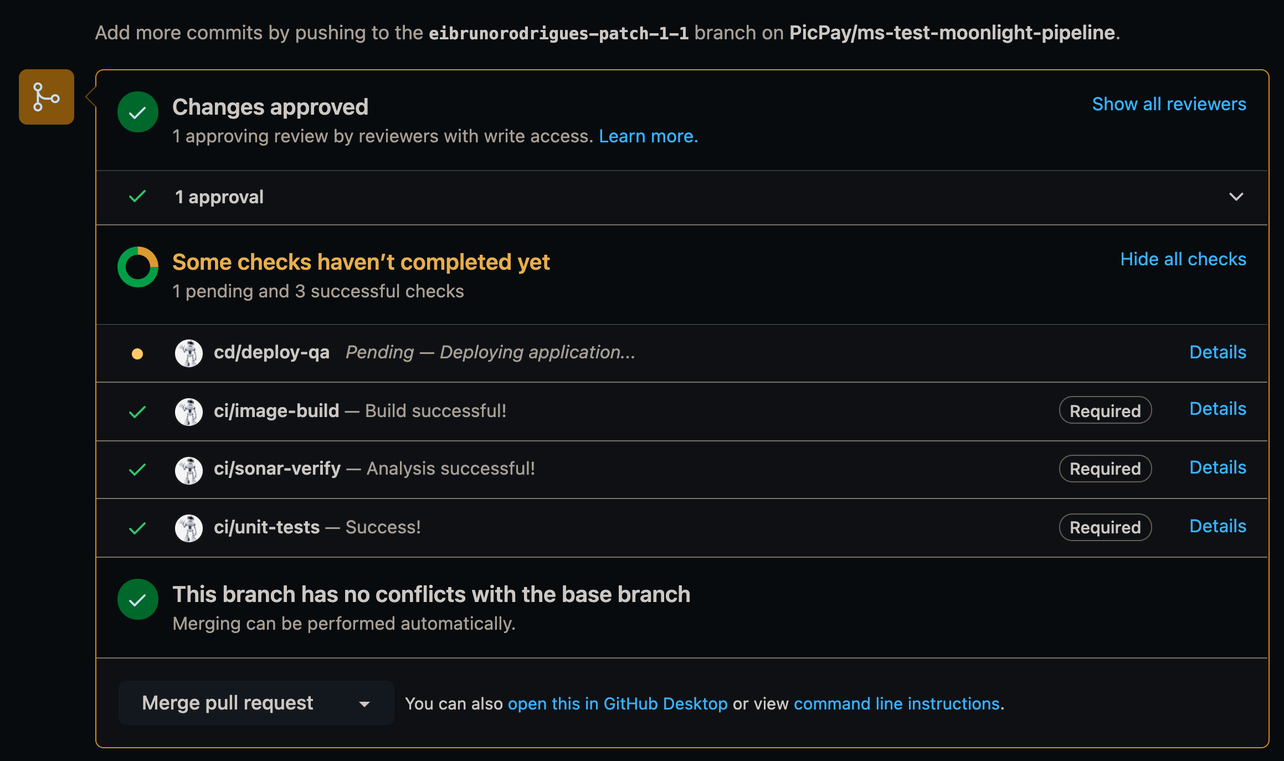 Add more commits by pushing to the eibrunorodrigues-patch-1-1 branch on PicPay/ms-test-moonlight-pipeline.
Changes approved
Show all reviewers
1 approving review by reviewers with write access. Learn more.
1 approval
Some checks haven’t completed yet
Hide all checks
1 pending and 3 successful checks
cd/deploy-qa Pending — Deploying application... Details
ci/image-build — Build successful! Required Details
ci/sonar-verify — Analysis successful! Required Details
ci/unit-tests — Success! Required Details
This branch has no conflicts with the base branch
Merging can be performed automatically.
Merge pull request You can also open this in GitHub Desktop or view command line instructions.